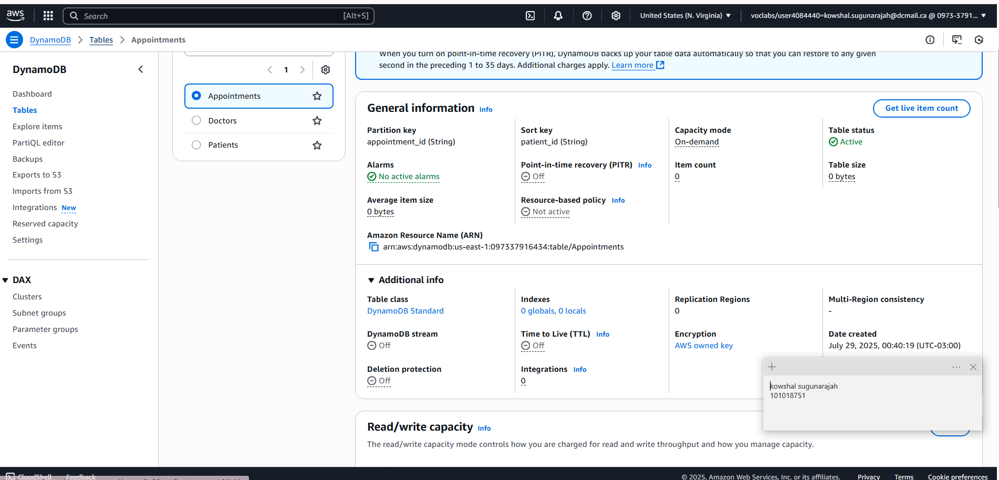 aws
Search
[Alt+S]
United States (N. Virginia) ▼
voclabs/user4084440=kowshal.sugunarajah@dcmail.ca @ 0973-3791... ▼
DynamoDB > Tables > Appointments
DynamoDB
Dashboard
Tables
Explore items
PartiQL editor
Backups
Exports to S3
Imports from S3
Integrations New
Reserved capacity
Settings
DAX
Clusters
Subnet groups
Parameter groups
Events
1
Appointments
Doctors
Patients
When you turn on point-in-time recovery (PITR), DynamoDB backs up your table data automatically so that you can restore to any given
second in the preceding 1 to 35 days. Additional charges apply. Learn more
General information Info
Get live item count
Partition key
appointment_id (String)
Sort key
patient_id (String)
Capacity mode
On-demand
Table status
Active
Alarms
No active alarms
Point-in-time recovery (PITR) Info
Off
Item count
0
Table size
0 bytes
Average item size
0 bytes
Resource-based policy Info
Not active
Amazon Resource Name (ARN)
arn:aws:dynamodb:us-east-1:097337916434:table/Appointments
Additional info
Table class
DynamoDB Standard
Indexes
0 globals, 0 locals
Replication Regions
0
Multi-Region consistency
-
DynamoDB stream
Off
Time to Live (TTL) Info
Off
Encryption
AWS owned key
Date created
July 29, 2025, 00:40:19 (UTC-03:00)
Deletion protection
Off
Integrations Info
0
kowshal sugunarajah
101018751
Read/write capacity Info
The read/write capacity mode controls how you are charged for read and write throughput and how you manage capacity.
CloudShell
Feedback
© 2025, Amazon Web Services, Inc. or its affiliates.
Privacy
Terms
Cookie preferences